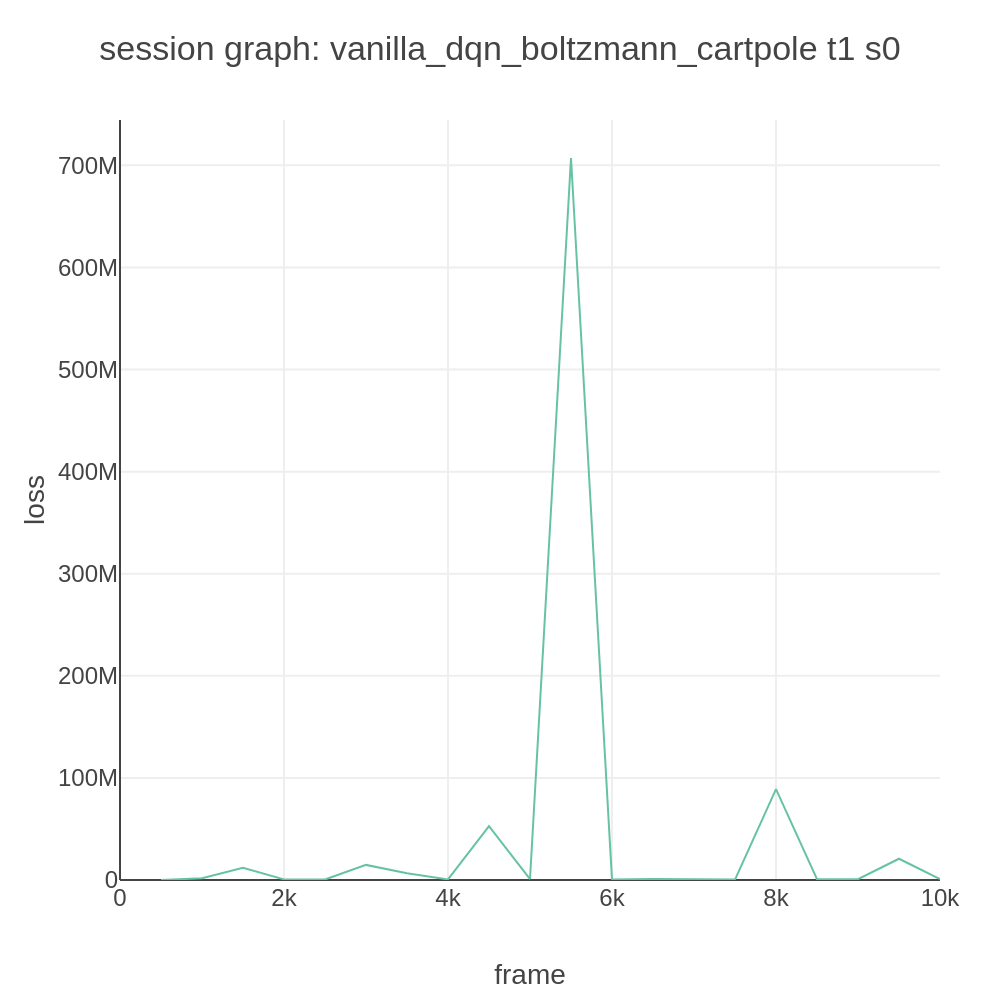 session graph: vanilla_dqn_boltzmann_cartpole t1 s0
700M
600M
500M
400M
300M
200M
100M
0
loss
0 2k 4k 6k 8k 10k
frame